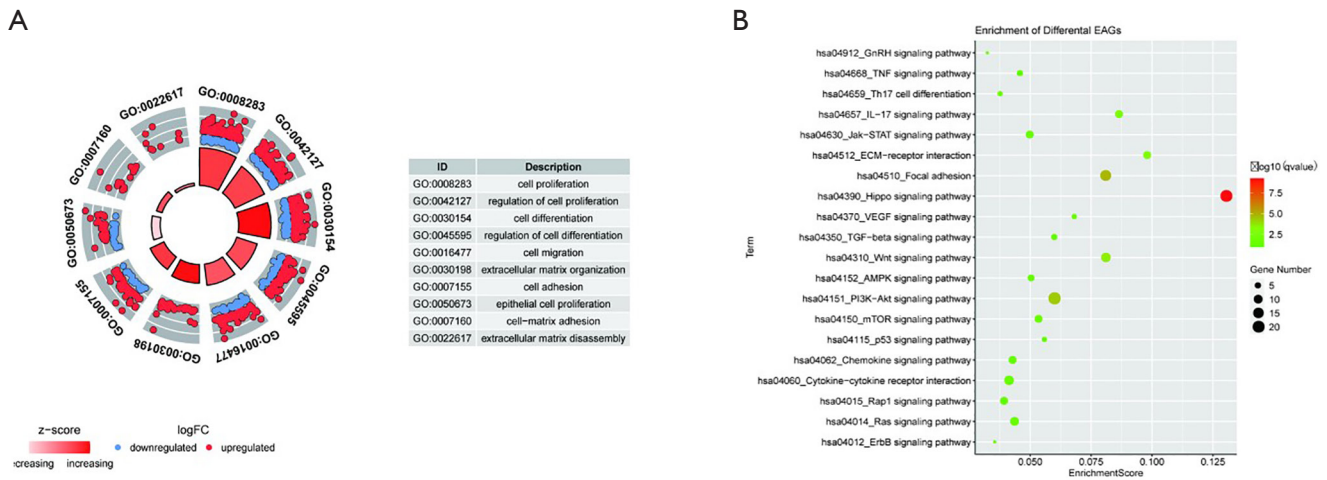 A
GO:0008283
GO:0042127
GO:0030154
GO:0045595
GO:0016477
GO:0030198
GO:0007155
GO:0050673
GO:0007160
GO:0022617
ID Description
GO:0008283 cell proliferation
GO:0042127 regulation of cell proliferation
GO:0030154 cell differentiation
GO:0045595 regulation of cell differentiation
GO:0016477 cell migration
GO:0030198 extracellular matrix organization
GO:0007155 cell adhesion
GO:0050673 epithelial cell proliferation
GO:0007160 cell-matrix adhesion
GO:0022617 extracellular matrix disassembly
z-score
ecreasing increasing
logFC
downregulated upregulated
B
Enrichment of Differental EAGs
Term
hsa04912_GnRH signaling pathway
hsa04668_TNF signaling pathway
hsa04659_Th17 cell differentiation
hsa04657_IL-17 signaling pathway
hsa04630_Jak-STAT signaling pathway
hsa04512_ECM-receptor interaction
hsa04510_Focal adhesion
hsa04390_Hippo signaling pathway
hsa04370_VEGF signaling pathway
hsa04350_TGF-beta signaling pathway
hsa04310_Wnt signaling pathway
hsa04152_AMPK signaling pathway
hsa04151_PI3K-Akt signaling pathway
hsa04150_mTOR signaling pathway
hsa04115_p53 signaling pathway
hsa04062_Chemokine signaling pathway
hsa04060_Cytokine-cytokine receptor interaction
hsa04015_Rap1 signaling pathway
hsa04014_Ras signaling pathway
hsa04012_ErbB signaling pathway
0.050 0.075 0.100 0.125
EnrichmentScore
log10 (qvalue)
7.5
5.0
2.5
Gene Number
5
10
15
20